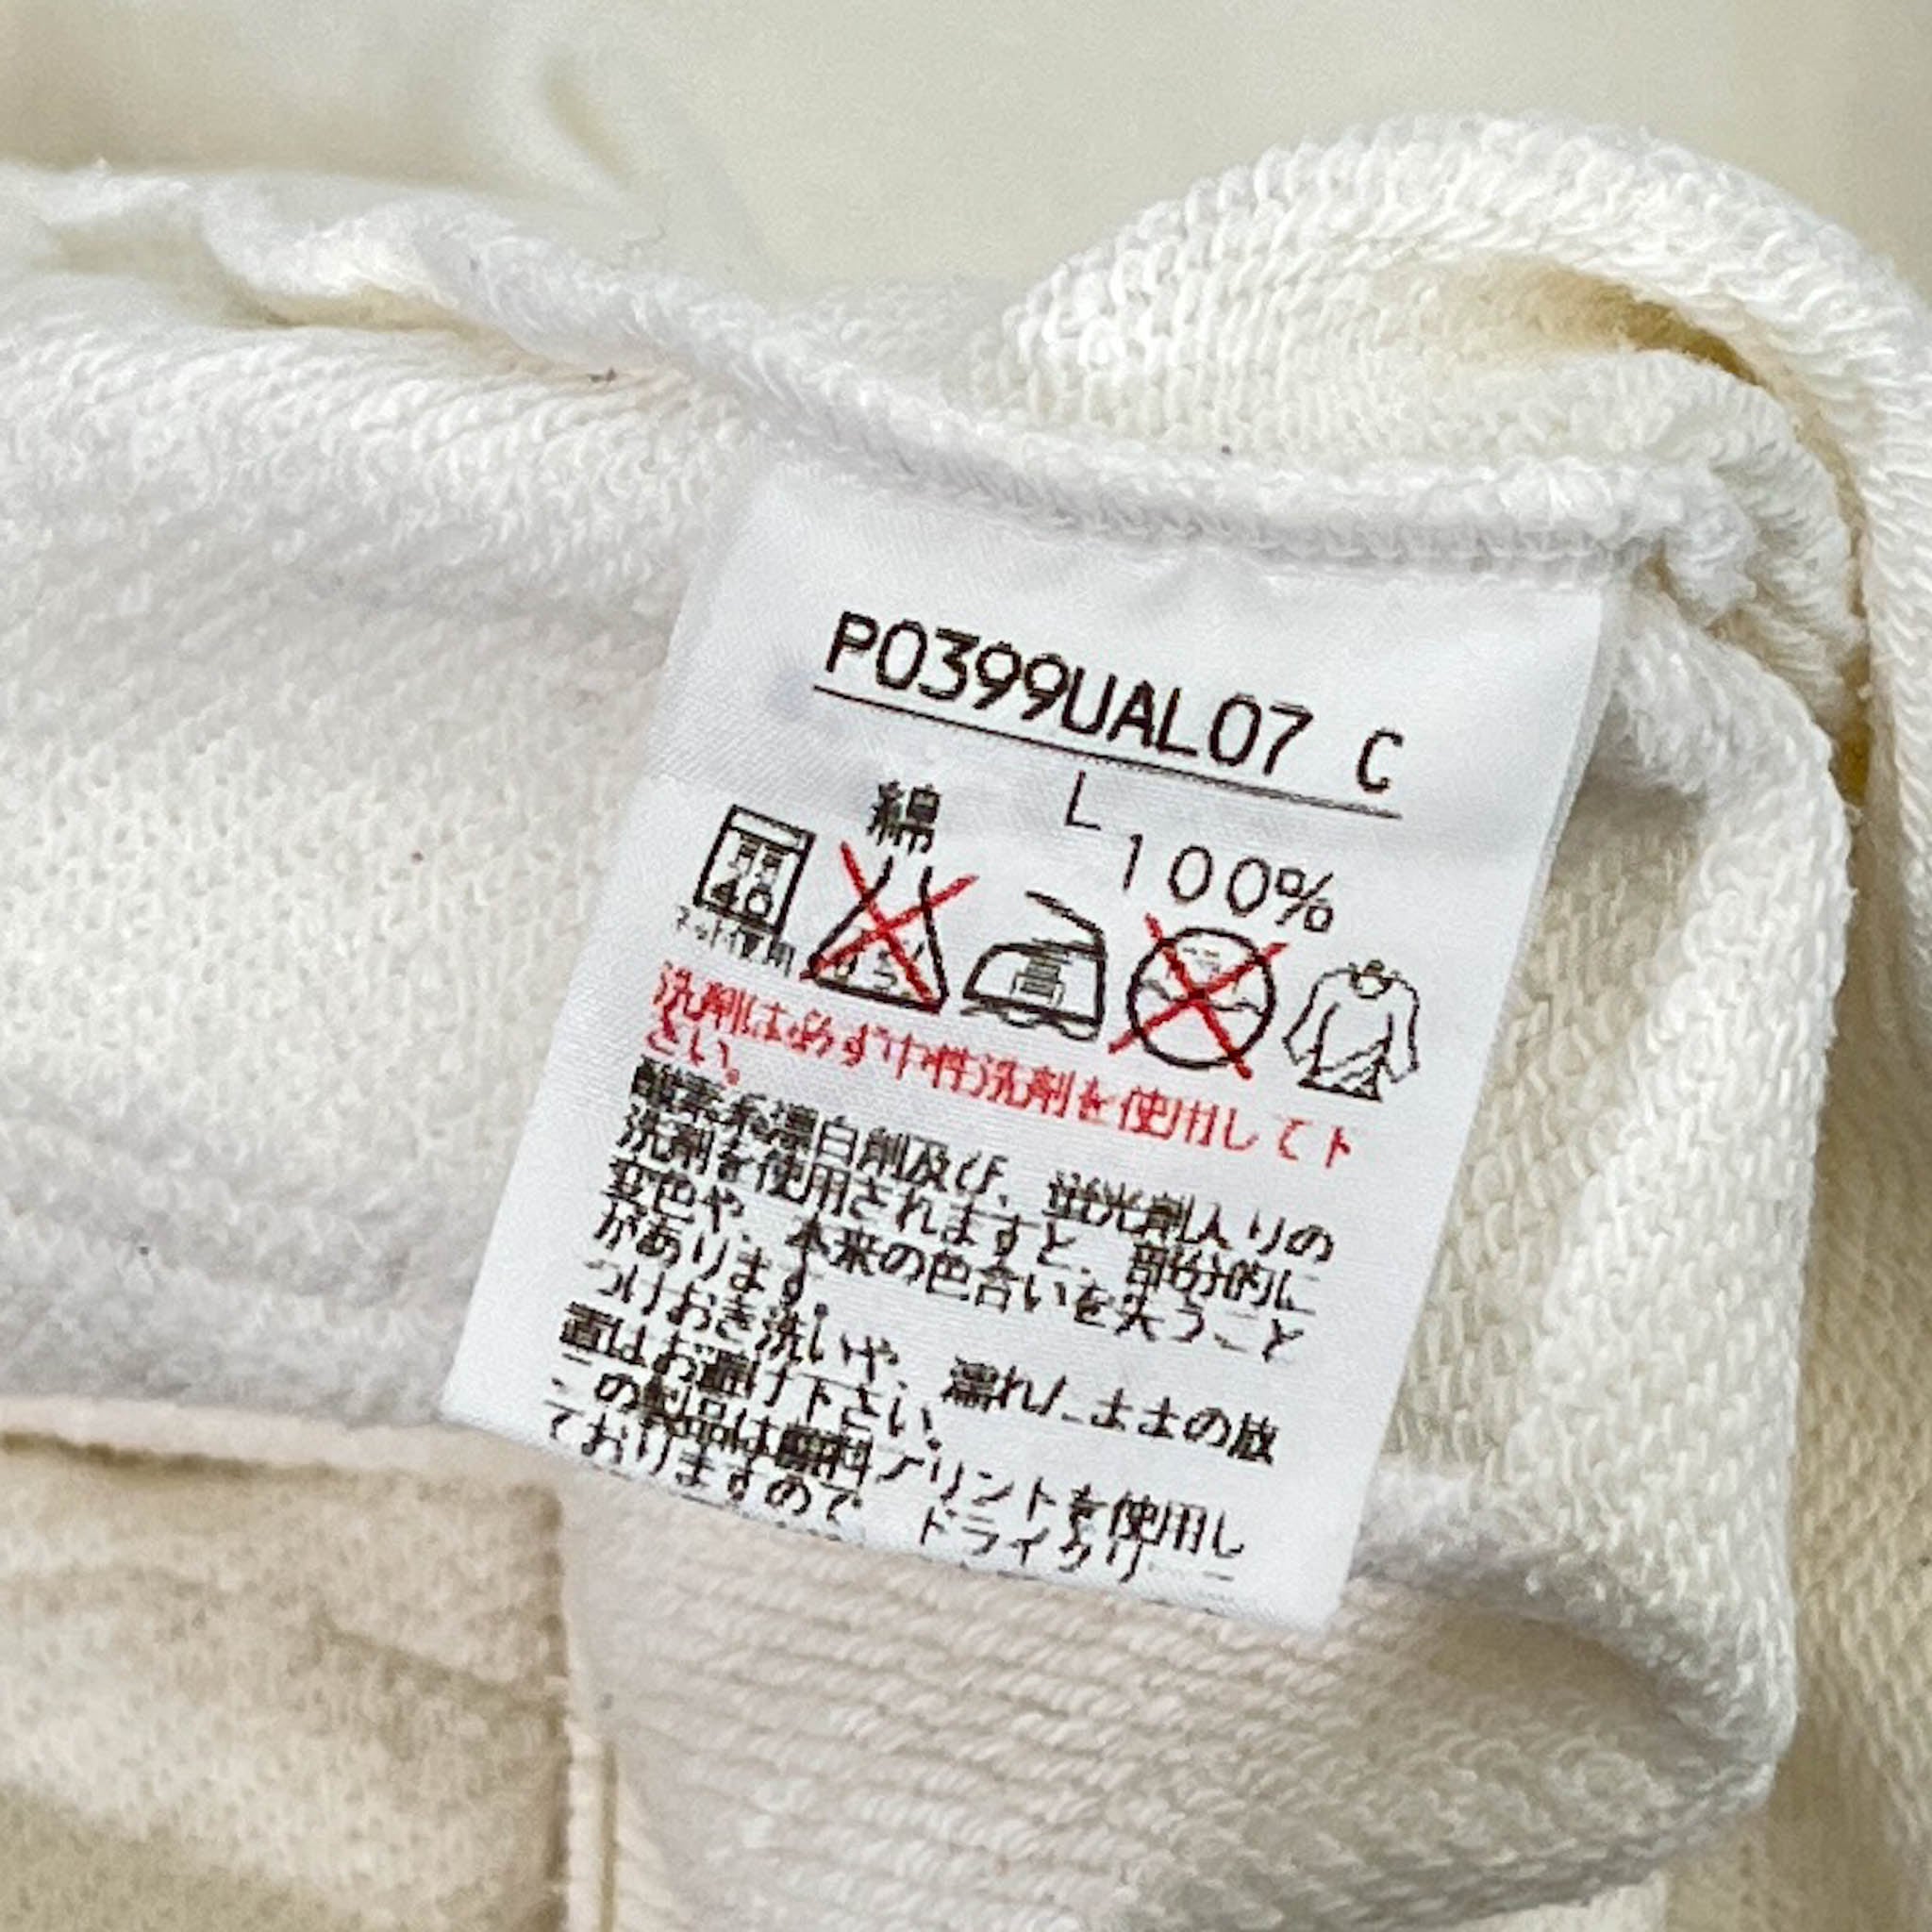 P0399UAL07 C
L
綿 100%
40
ネット使用
高
洗剤は必ず中性洗剤を使用して下
さい。
酸素系漂白剤及び、蛍光剤入りの
洗剤を使用されますと、部分的に
変色や、本来の色合いを失うこと
があります。
つけおき洗いや、濡れたままの放
置はお避け下さい。
この製品は顔料プリントを使用し
ておりますので ドライクリ